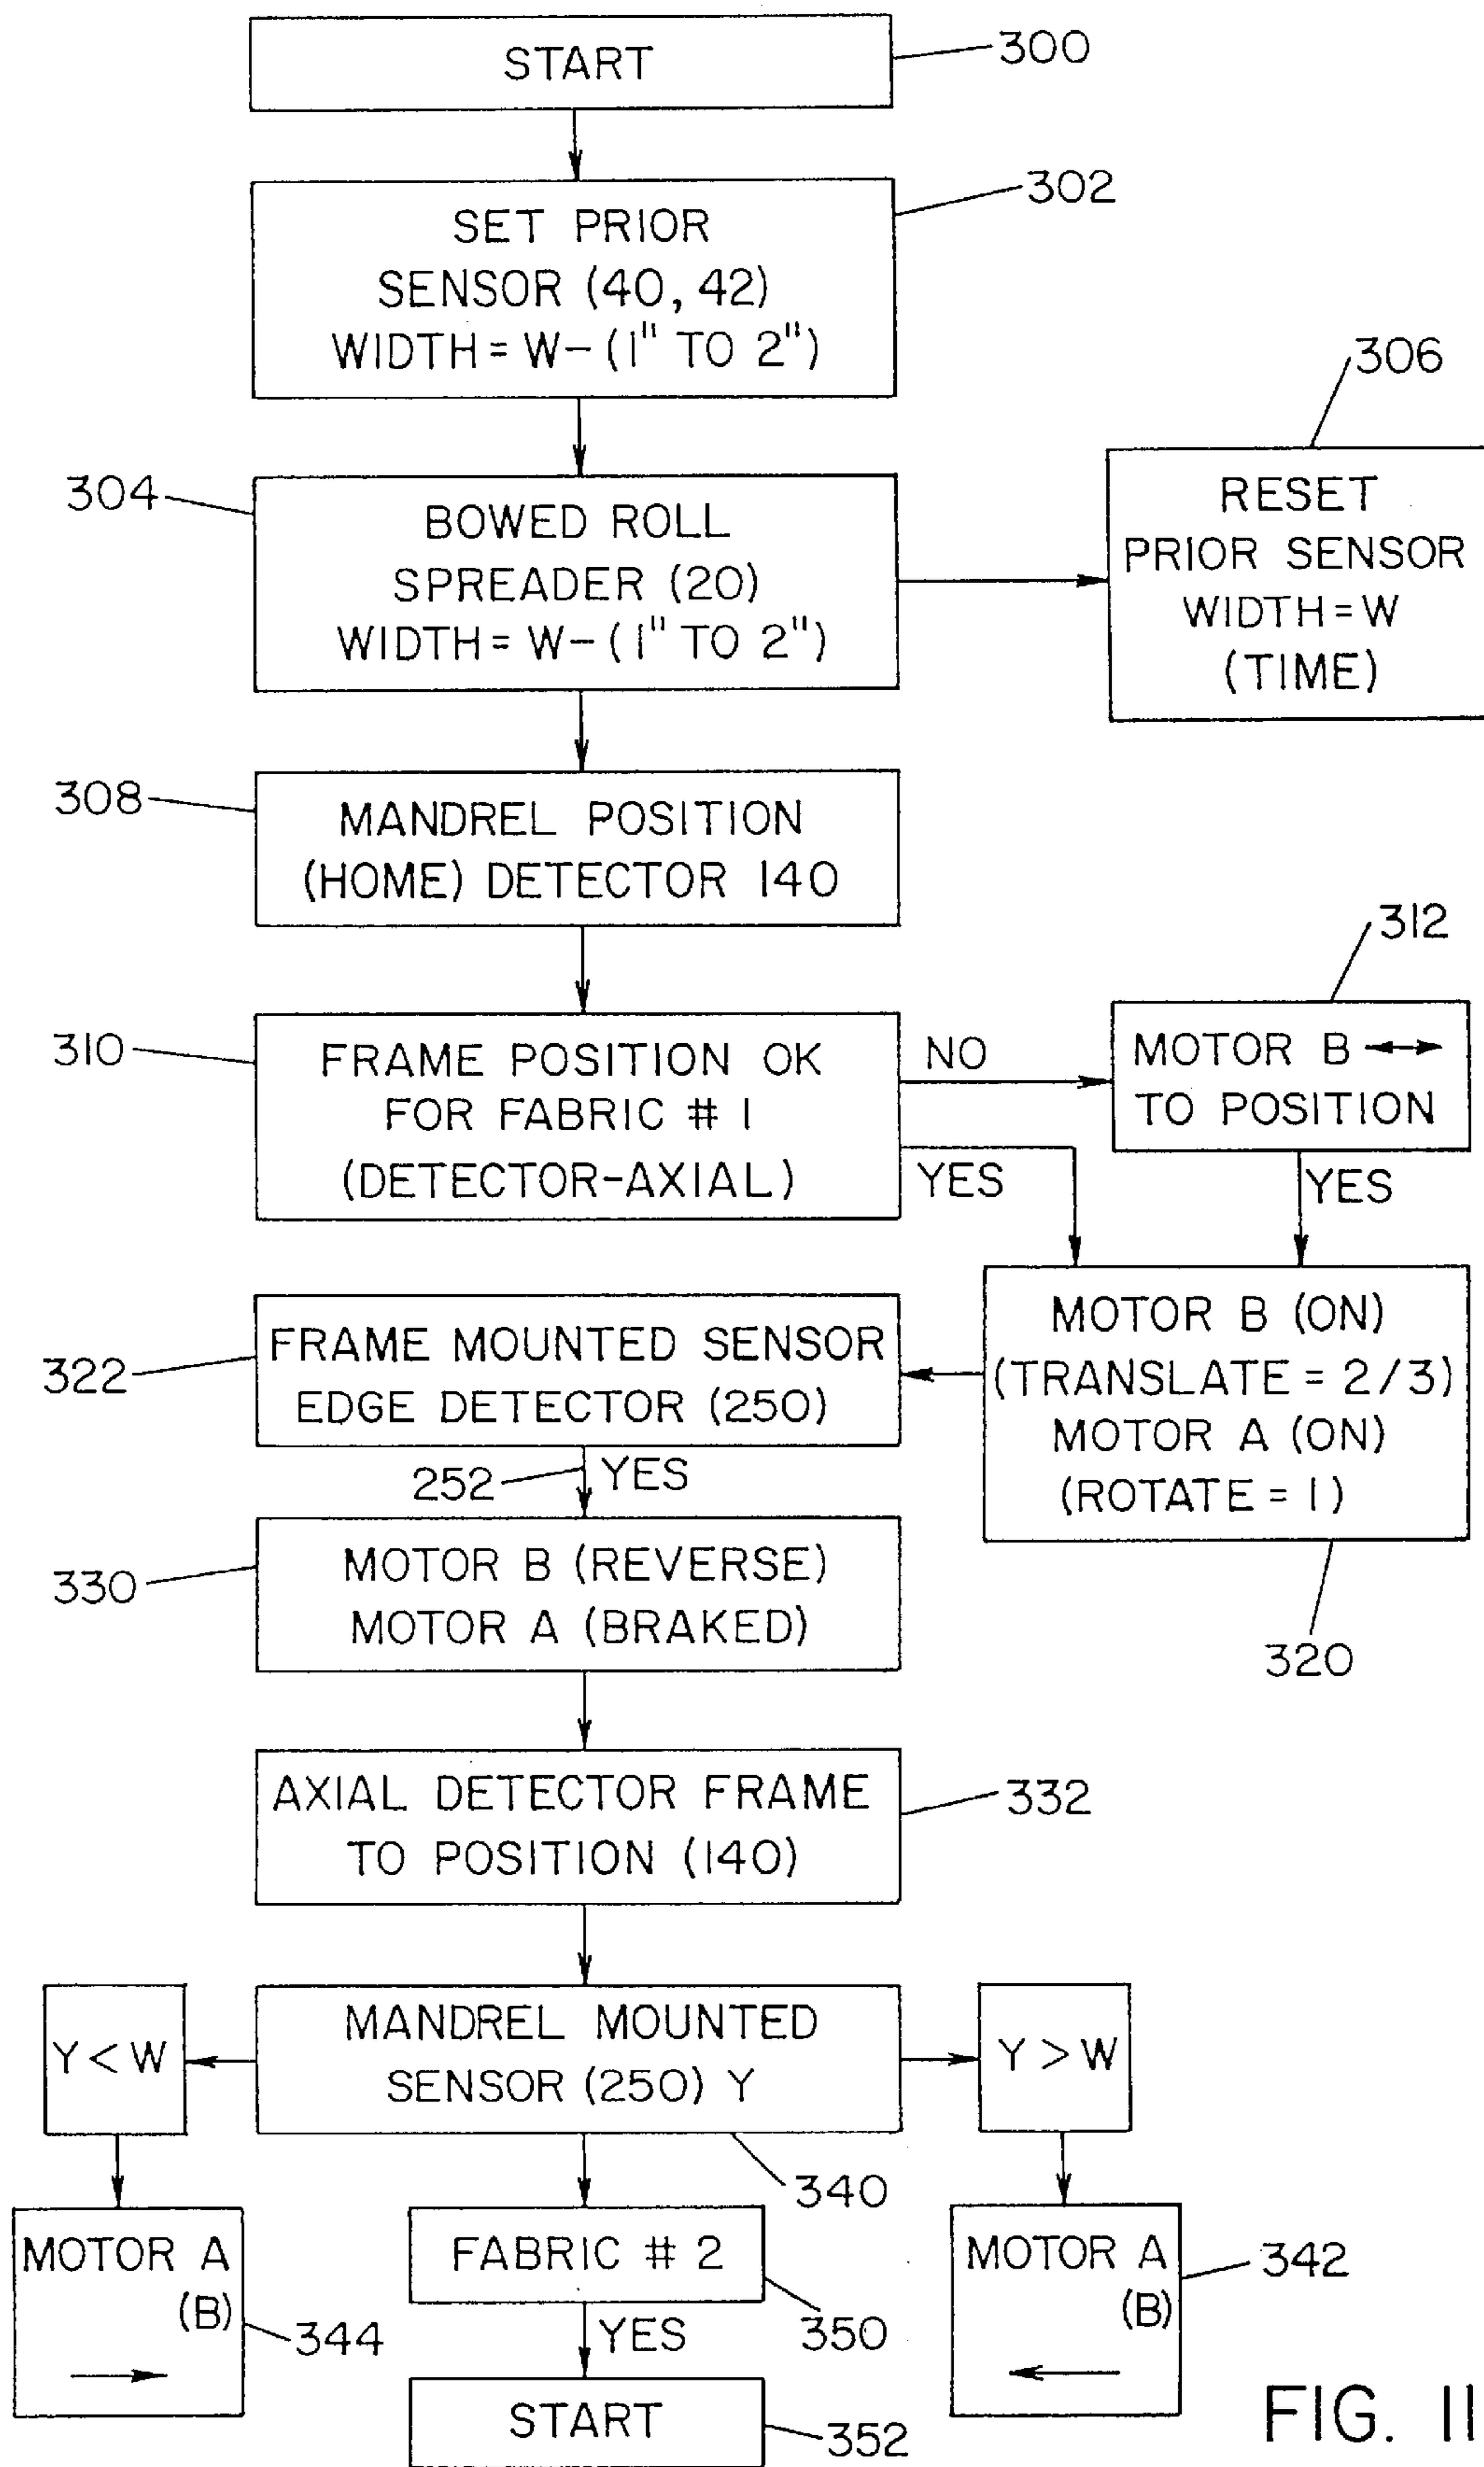 START
300
SET PRIOR
SENSOR (40, 42)
WIDTH = W - (1" TO 2")
302
304
BOWED ROLL
SPREADER (20)
WIDTH = W - (1" TO 2")
306
RESET
PRIOR SENSOR
WIDTH = W
(TIME)
308
MANDREL POSITION
(HOME) DETECTOR 140
310
FRAME POSITION OK
FOR FABRIC # 1
(DETECTOR-AXIAL)
NO
YES
312
MOTOR B ↔
TO POSITION
YES
MOTOR B (ON)
(TRANSLATE = 2/3)
MOTOR A (ON)
(ROTATE = 1)
320
322
FRAME MOUNTED SENSOR
EDGE DETECTOR (250)
252
YES
330
MOTOR B (REVERSE)
MOTOR A (BRAKED)
AXIAL DETECTOR FRAME
TO POSITION (140)
332
Y < W
MANDREL MOUNTED
SENSOR (250) Y
340
Y > W
MOTOR A
(B)
→
344
FABRIC # 2
350
YES
START
352
MOTOR A
(B)
←
342
FIG. 11